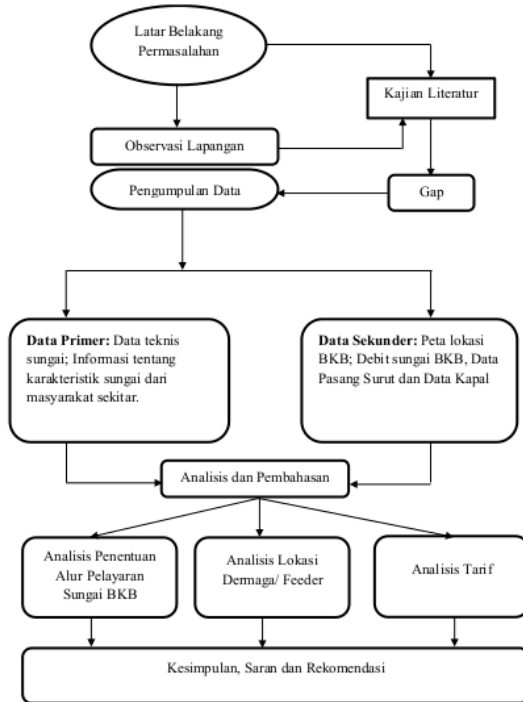 Latar Belakang
Permasalahan
Kajian Literatur
Observasi Lapangan
Pengumpulan Data
Gap
Data Primer: Data teknis
sungai; Informasi tentang
karakteristik sungai dari
masyarakat sekitar.
Data Sekunder: Peta lokasi
BKB; Debit sungai BKB, Data
Pasang Surut dan Data Kapal
Analisis dan Pembahasan
Analisis Penentuan
Alur Pelayaran
Sungai BKB
Analisis Lokasi
Dermaga/ Feeder
Analisis Tarif
Kesimpulan, Saran dan Rekomendasi